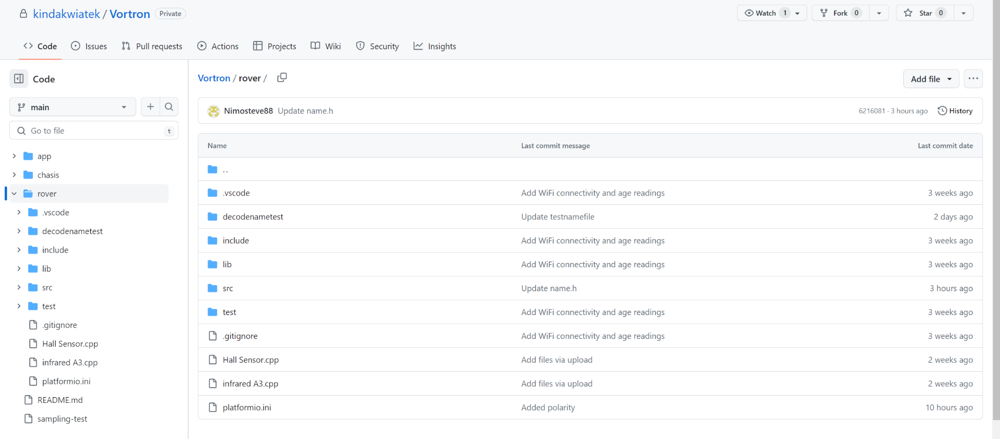 kindakwiatek / Vortron Private
Watch 1
Fork 0
Star 0
Code
Issues
Pull requests
Actions
Projects
Wiki
Security
Insights
Code
main
Go to file
t
app
chasis
rover
.vscode
decodenametest
include
lib
src
test
.gitignore
Hall Sensor.cpp
infrared A3.cpp
platformio.ini
README.md
sampling-test
Vortron / rover /
Add file
Nimosteve88 Update name.h
6216081 · 3 hours ago
History
Name Last commit message Last commit date
..
.vscode Add WiFi connectivity and age readings 3 weeks ago
decodenametest Update testnamefile 2 days ago
include Add WiFi connectivity and age readings 3 weeks ago
lib Add WiFi connectivity and age readings 3 weeks ago
src Update name.h 3 hours ago
test Add WiFi connectivity and age readings 3 weeks ago
.gitignore Add WiFi connectivity and age readings 3 weeks ago
Hall Sensor.cpp Add files via upload 2 weeks ago
infrared A3.cpp Add files via upload 2 weeks ago
platformio.ini Added polarity 10 hours ago